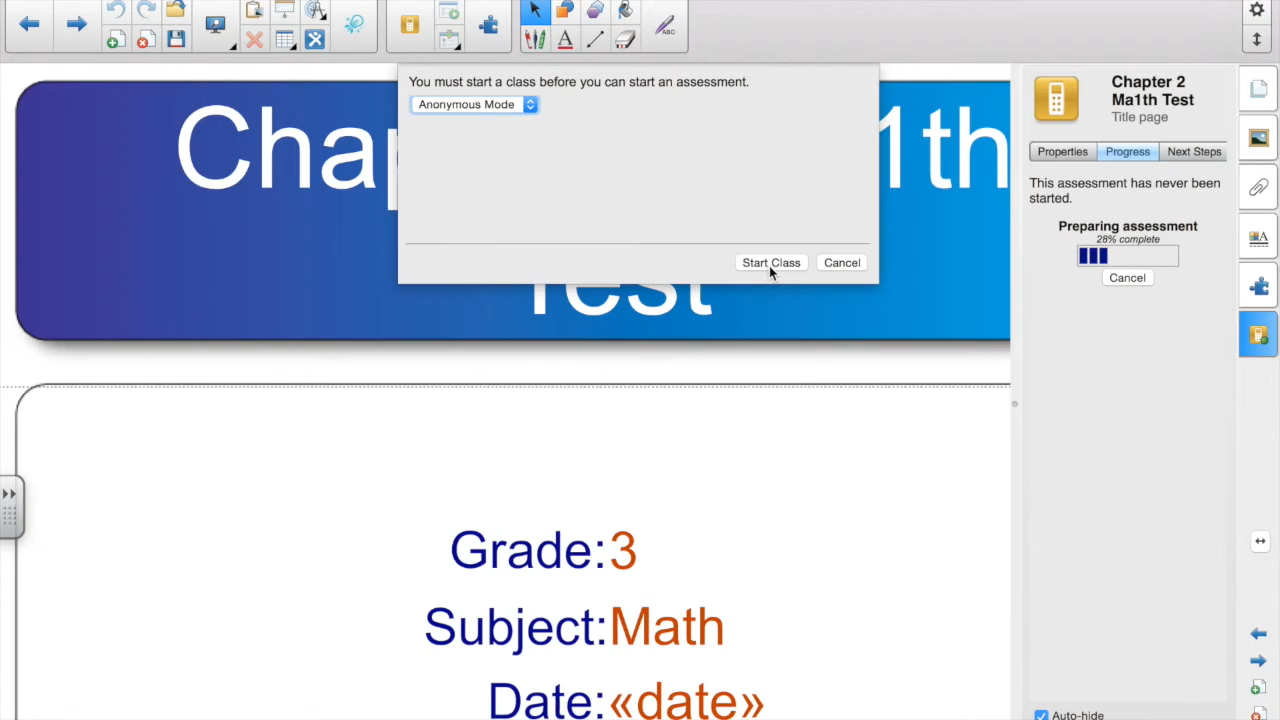 ABC
You must start a class before you can start an assessment.
Anonymous Mode
Start Class
Cancel
Cha
1th
Test
Grade:3
Subject:Math
Date:«date»
Chapter 2
Ma1th Test
Title page
Properties
Progress
Next Steps
This assessment has never been
started.
Preparing assessment
28% complete
Cancel
Auto-hide